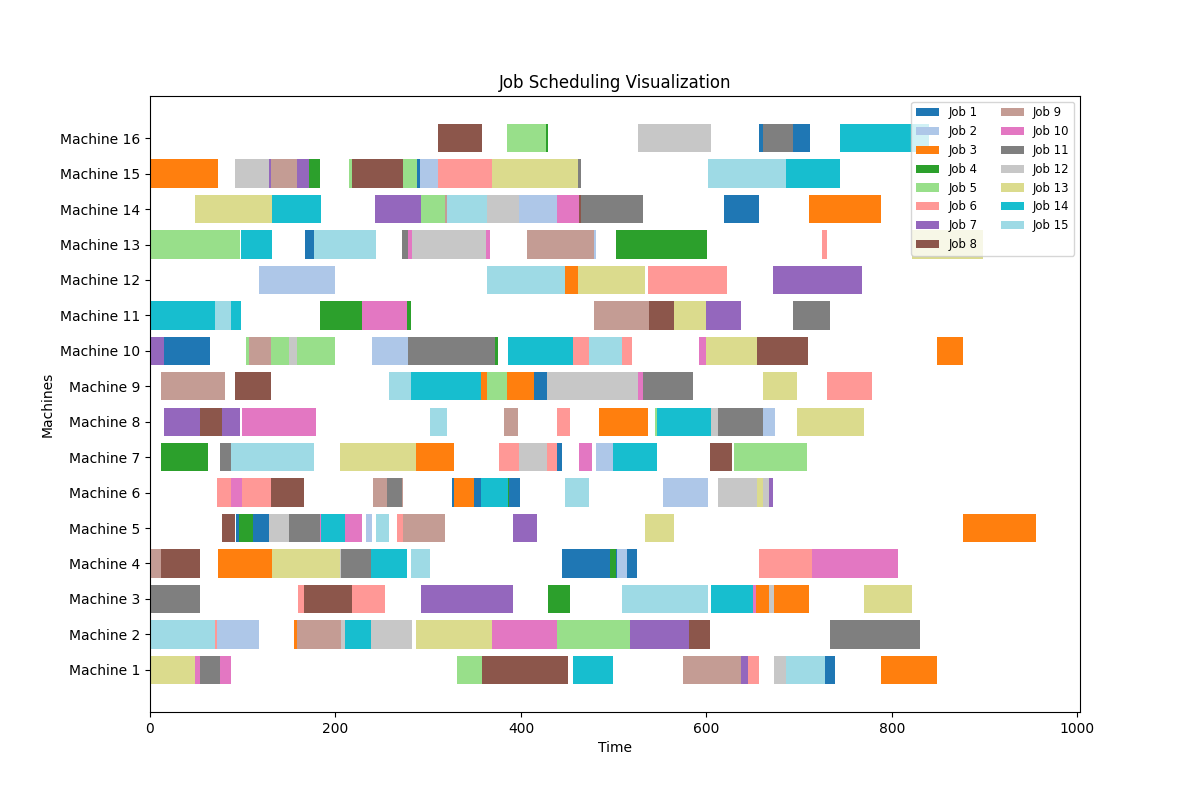 Job Scheduling Visualization
Machine 16
Machine 15
Machine 14
Machine 13
Machine 12
Machine 11
Machine 10
Machine 9
Machine 8
Machine 7
Machine 6
Machine 5
Machine 4
Machine 3
Machine 2
Machine 1
Machines
0 200 400 600 800 1000
Time
Job 1 Job 9
Job 2 Job 10
Job 3 Job 11
Job 4 Job 12
Job 5 Job 13
Job 6 Job 14
Job 7 Job 15
Job 8